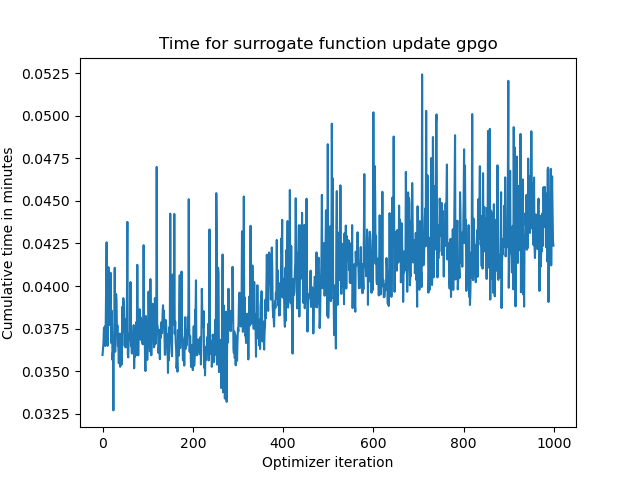 Time for surrogate function update gpgo
0.0525
0.0500
0.0475
0.0450
0.0425
0.0400
0.0375
0.0350
0.0325
Cumulative time in minutes
0 200 400 600 800 1000
Optimizer iteration